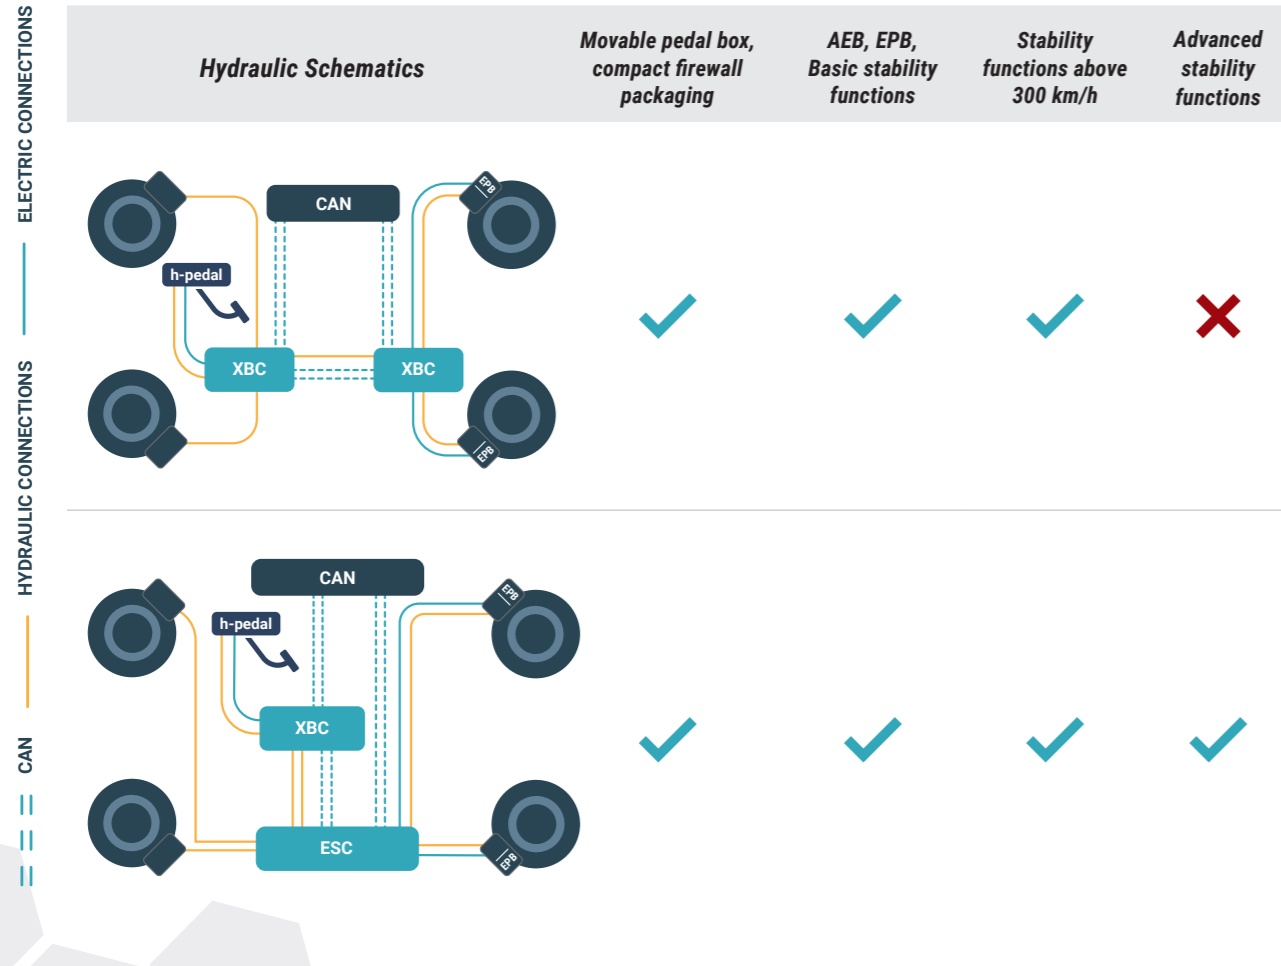 ELECTRIC CONNECTIONS
HYDRAULIC CONNECTIONS
CAN
Hydraulic Schematics
Movable pedal box,
compact firewall
packaging
AEB, EPB,
Basic stability
functions
Stability
functions above
300 km/h
Advanced
stability
functions
CAN
EPB
h-pedal
XBC
XBC
EPB
CAN
EPB
h-pedal
XBC
ESC
EPB